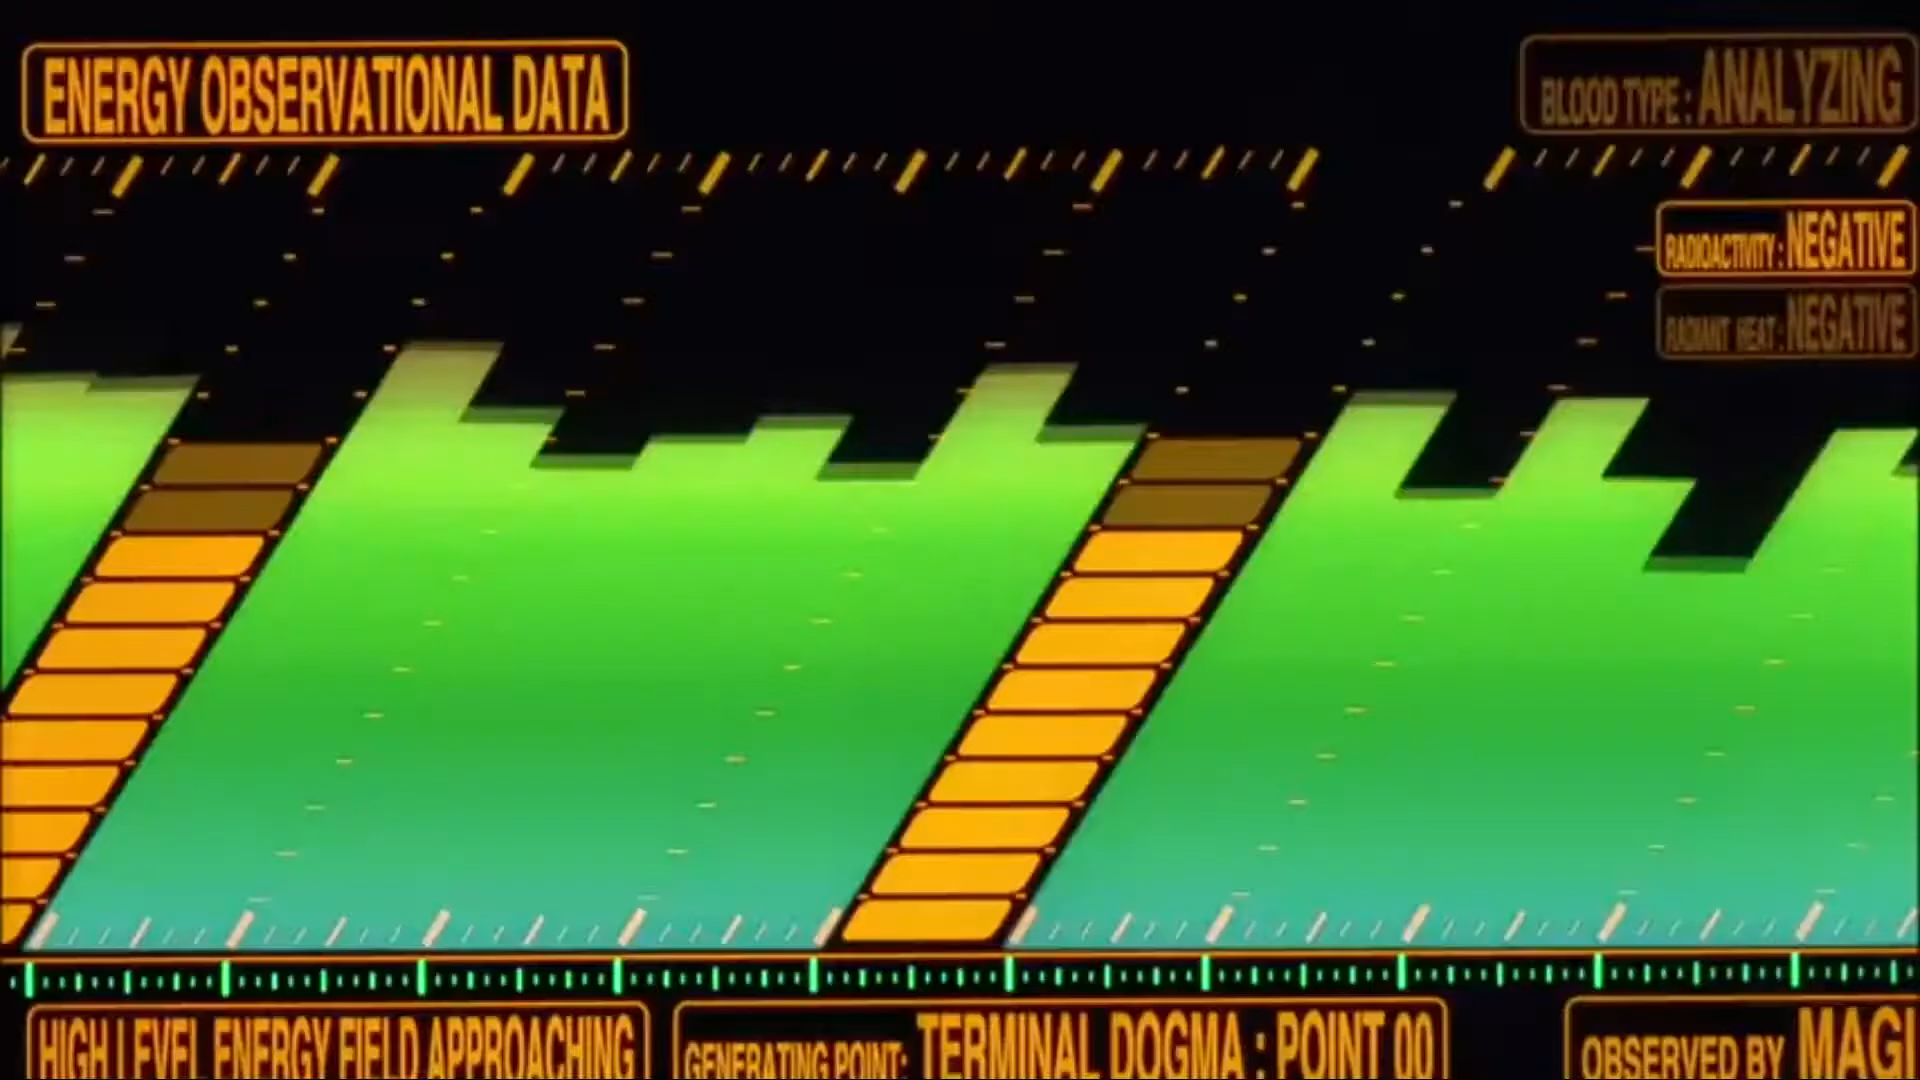 ENERGY OBSERVATIONAL DATA
BLOOD TYPE : ANALYZING
RADIOACTIVITY : NEGATIVE
RADIANT HEAT : NEGATIVE
HIGH LEVEL ENERGY FIELD APPROACHING
GENERATING POINT: TERMINAL DOGMA : POINT 00
OBSERVED BY MAGI